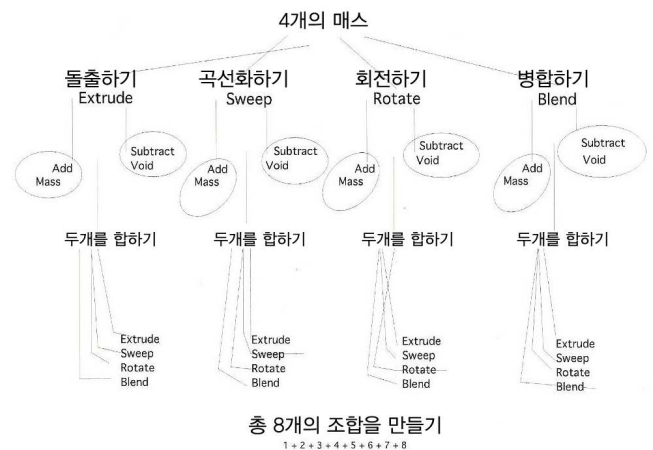 4개의 매스
돌출하기
Extrude
곡선화하기
Sweep
회전하기
Rotate
병합하기
Blend
Add
Mass
Subtract
Void
Add
Mass
Subtract
Void
Add
Mass
Subtract
Void
Add
Mass
Subtract
Void
두개를 합하기
두개를 합하기
두개를 합하기
두개를 합하기
Extrude
Sweep
Rotate
Blend
Extrude
Sweep
Rotate
Blend
Extrude
Sweep
Rotate
Blend
Extrude
Sweep
Rotate
Blend
총 8개의 조합을 만들기
1 + 2 + 3 + 4 + 5 + 6 + 7 + 8